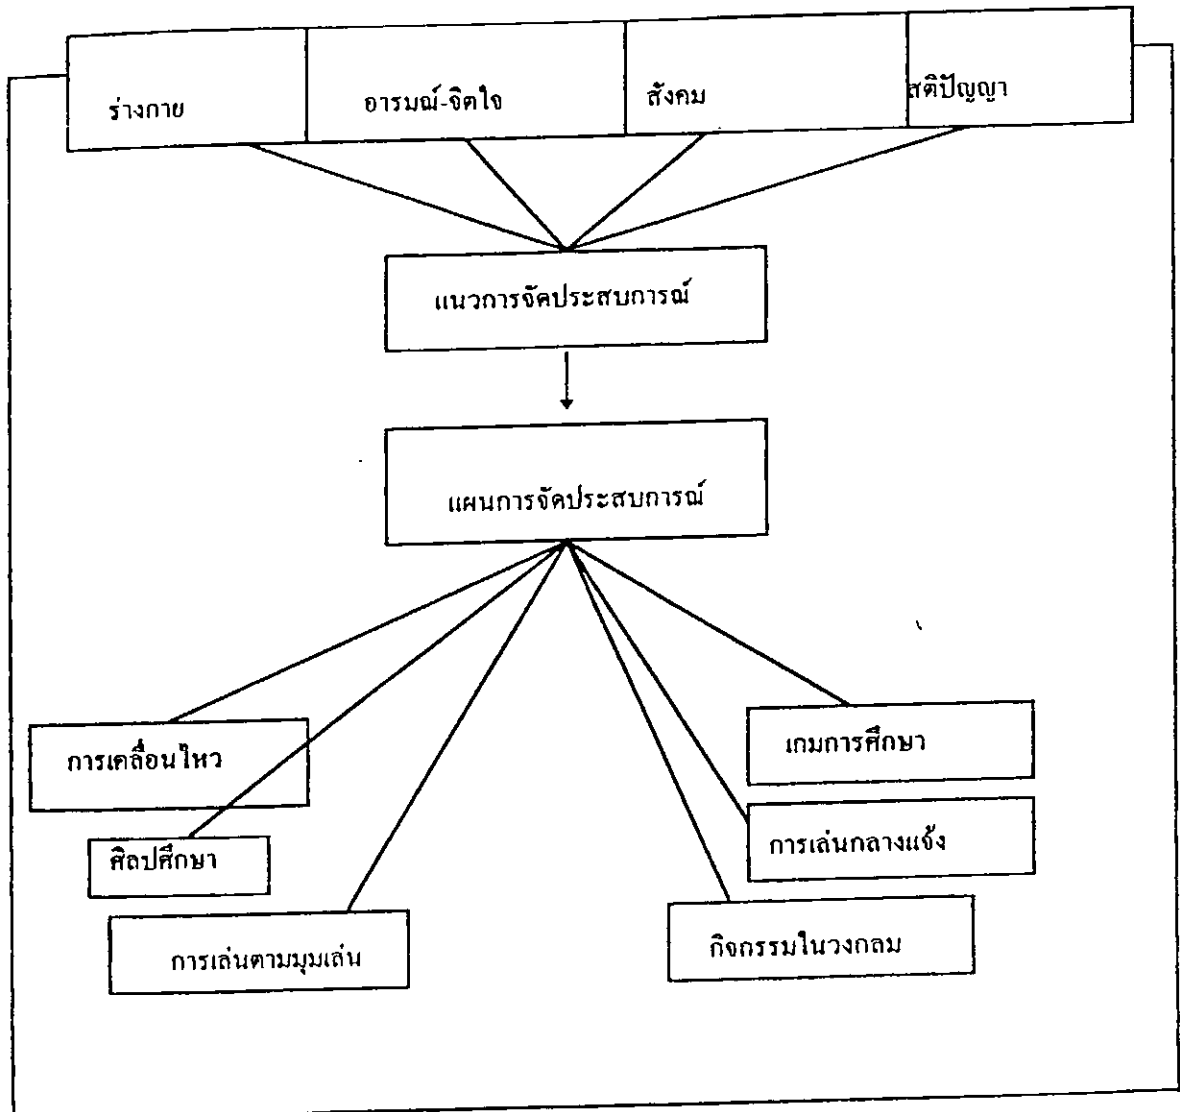 ร่างกาย
อารมณ์-จิตใจ
สังคม
สติปัญญา
แนวการจัดประสบการณ์
แผนการจัดประสบการณ์
การเคลื่อนไหว
เกมการศึกษา
ศิลปศึกษา
การเล่นกลางแจ้ง
การเล่นตามมุมเล่น
กิจกรรมในวงกลม